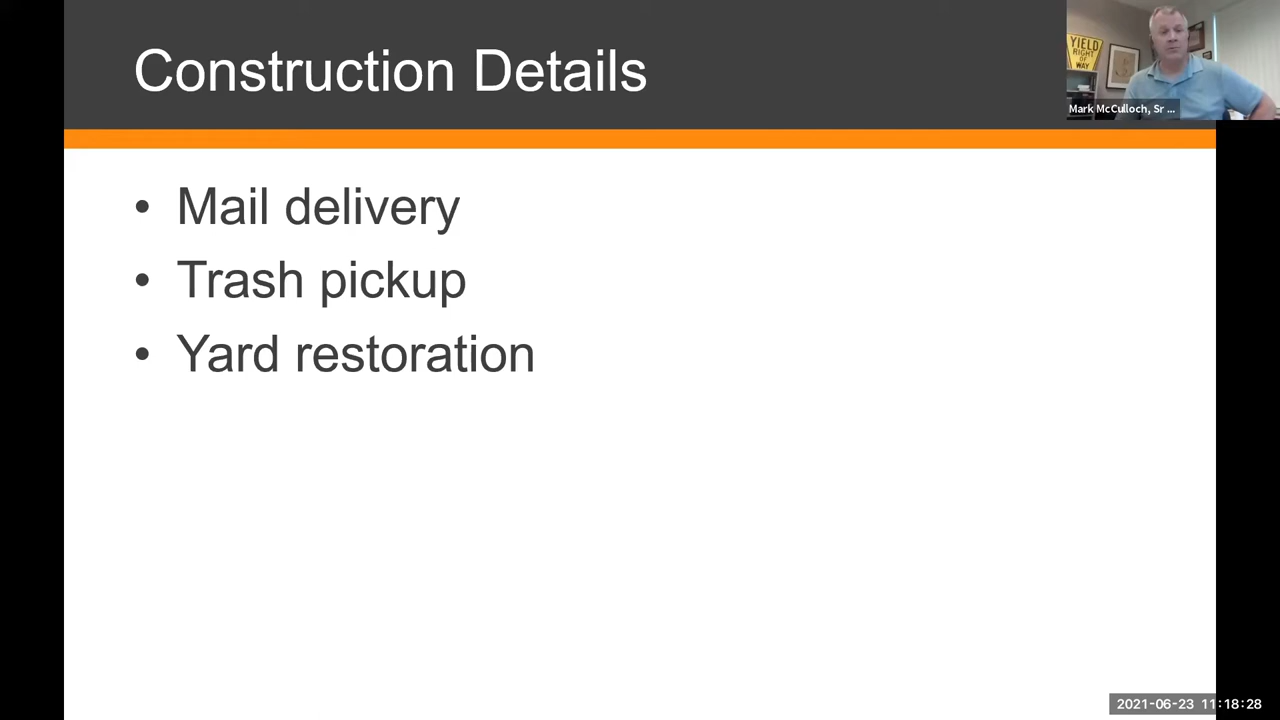 Construction Details
YIELD
RIGHT
OF
WAY
Mark McCulloch, Sr ...
• Mail delivery
• Trash pickup
• Yard restoration
2021-06-23 11:18:28